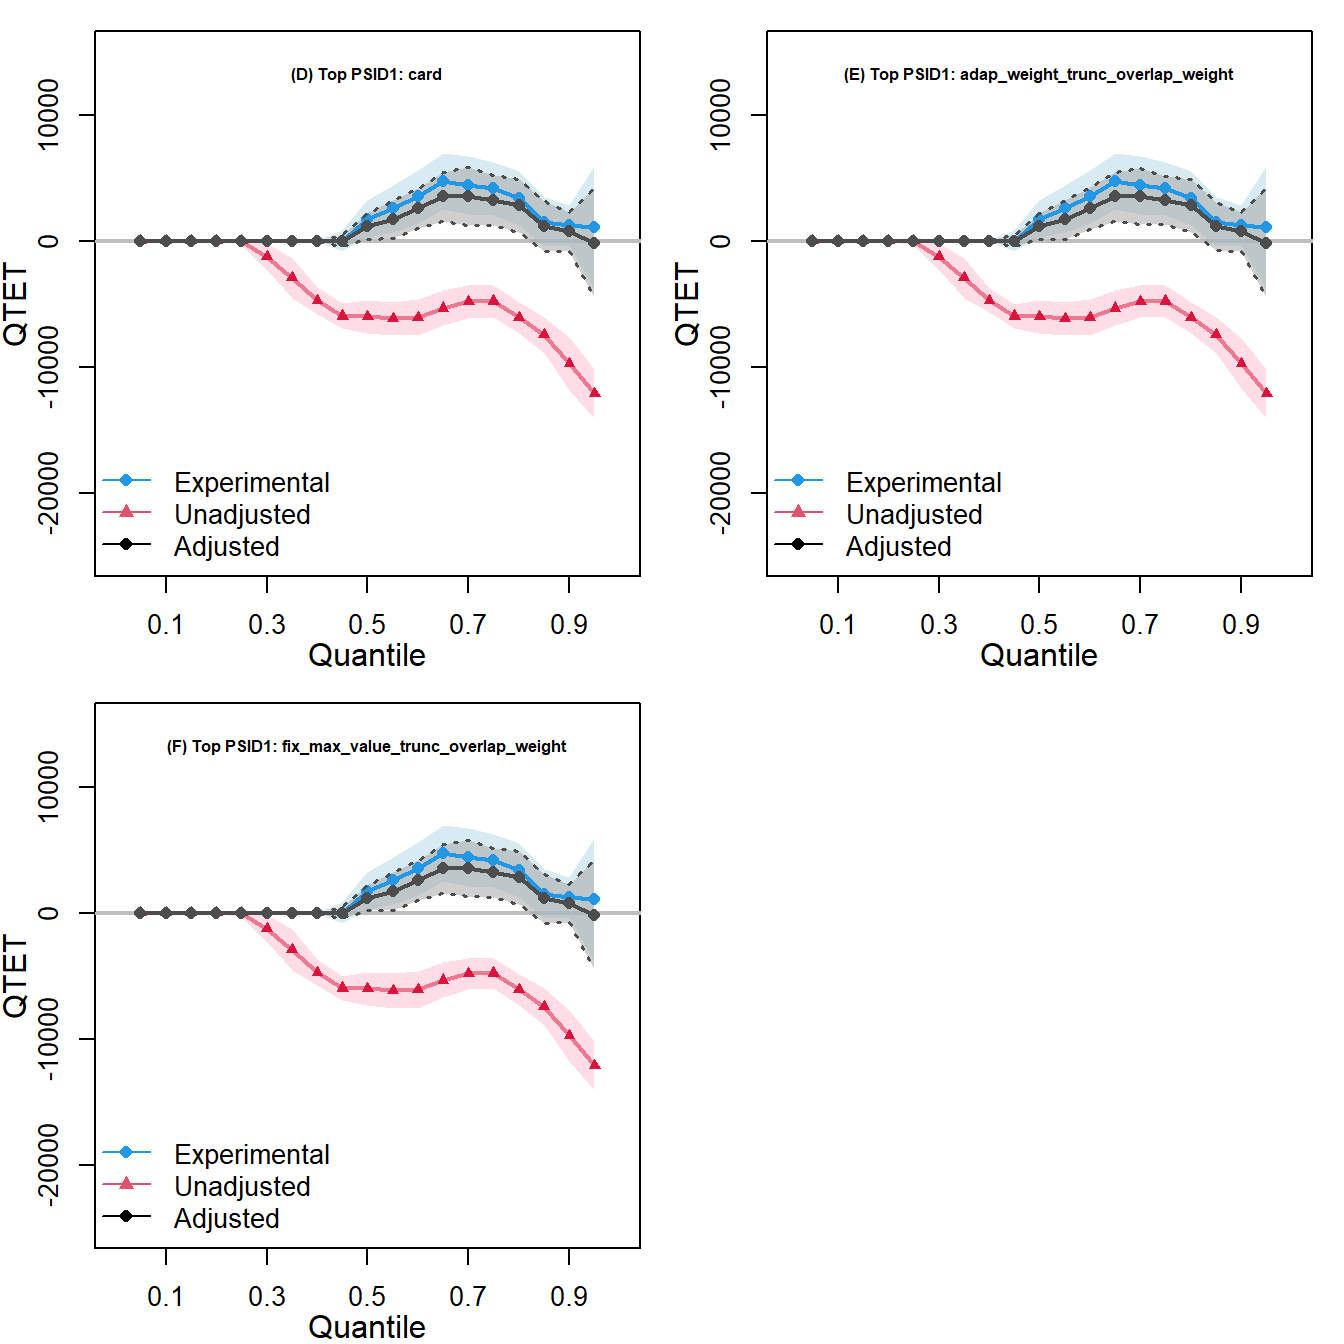 (D) Top PSID1: card
QTET
10000
0
-10000
-20000
Experimental
Unadjusted
Adjusted
0.1 0.3 0.5 0.7 0.9
Quantile
(E) Top PSID1: adap_weight_trunc_overlap_weight
QTET
10000
0
-10000
-20000
Experimental
Unadjusted
Adjusted
0.1 0.3 0.5 0.7 0.9
Quantile
(F) Top PSID1: fix_max_value_trunc_overlap_weight
QTET
10000
0
-10000
-20000
Experimental
Unadjusted
Adjusted
0.1 0.3 0.5 0.7 0.9
Quantile